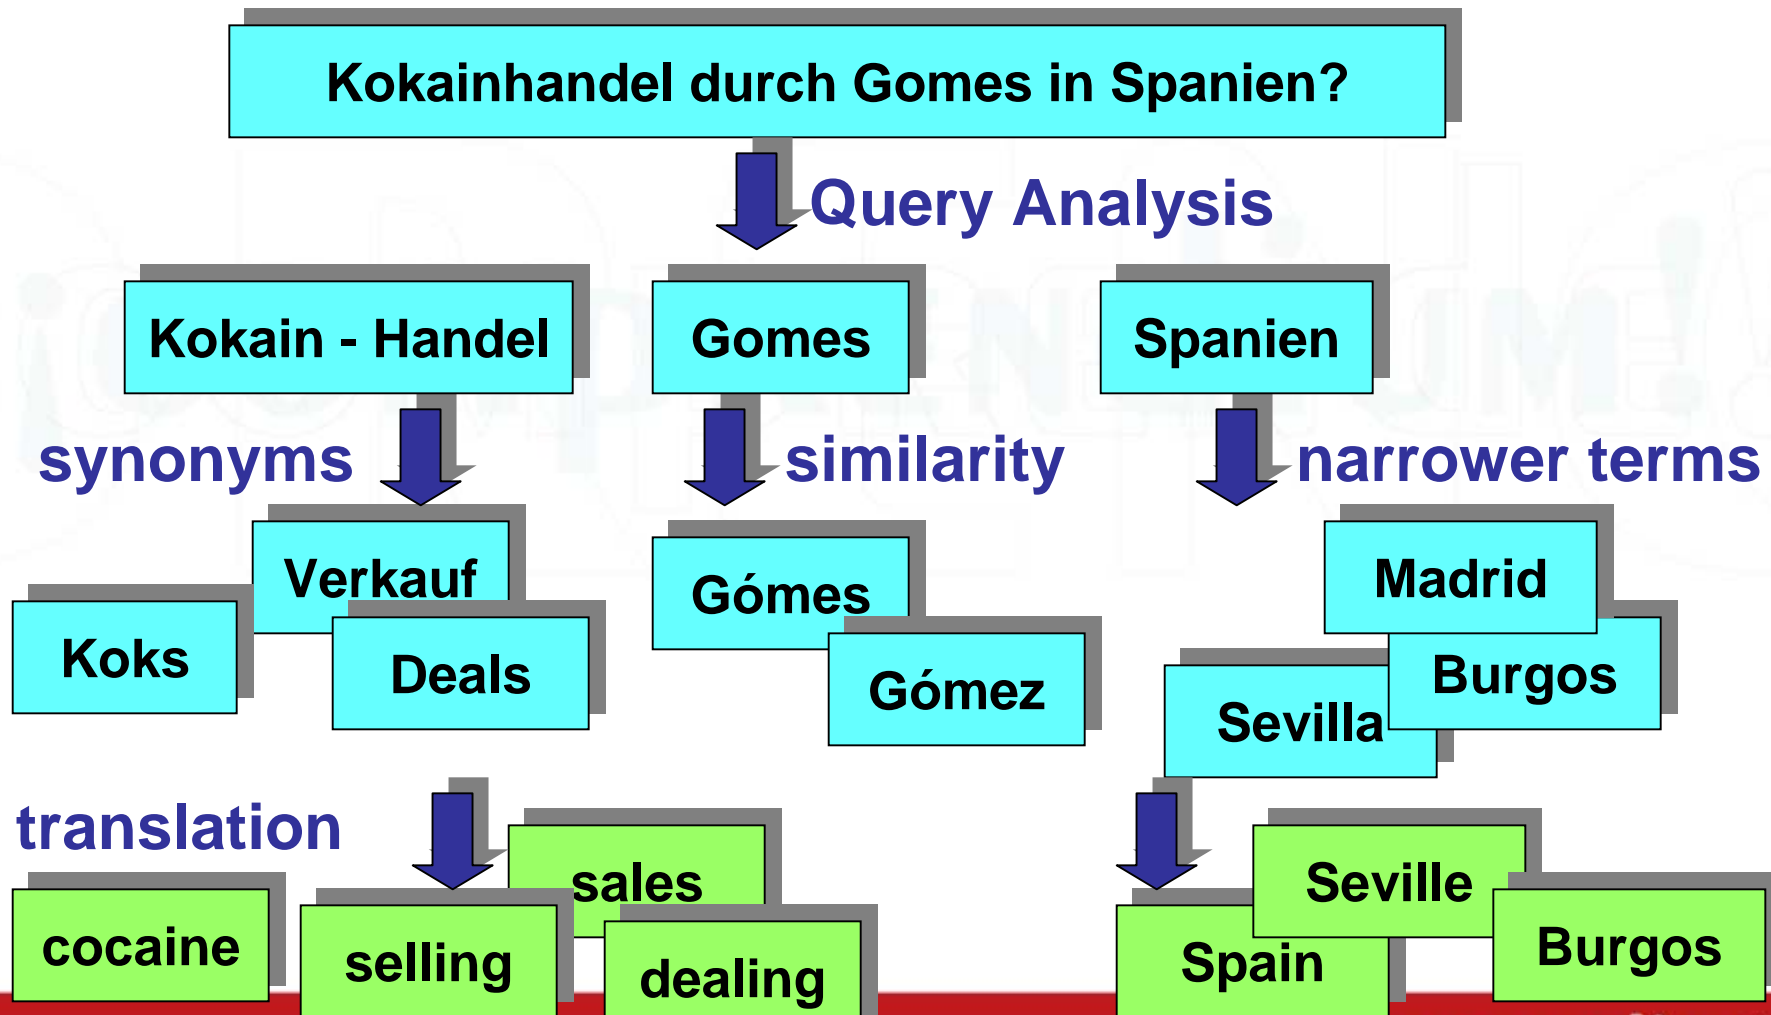 Kokainhandel durch Gomes in Spanien?
Query Analysis
Kokain - Handel
Gomes
Spanien
synonyms
similarity
narrower terms
Verkauf
Koks
Deals
Gómes
Gómez
Madrid
Burgos
Sevilla
translation
sales
cocaine
selling
dealing
Seville
Spain
Burgos